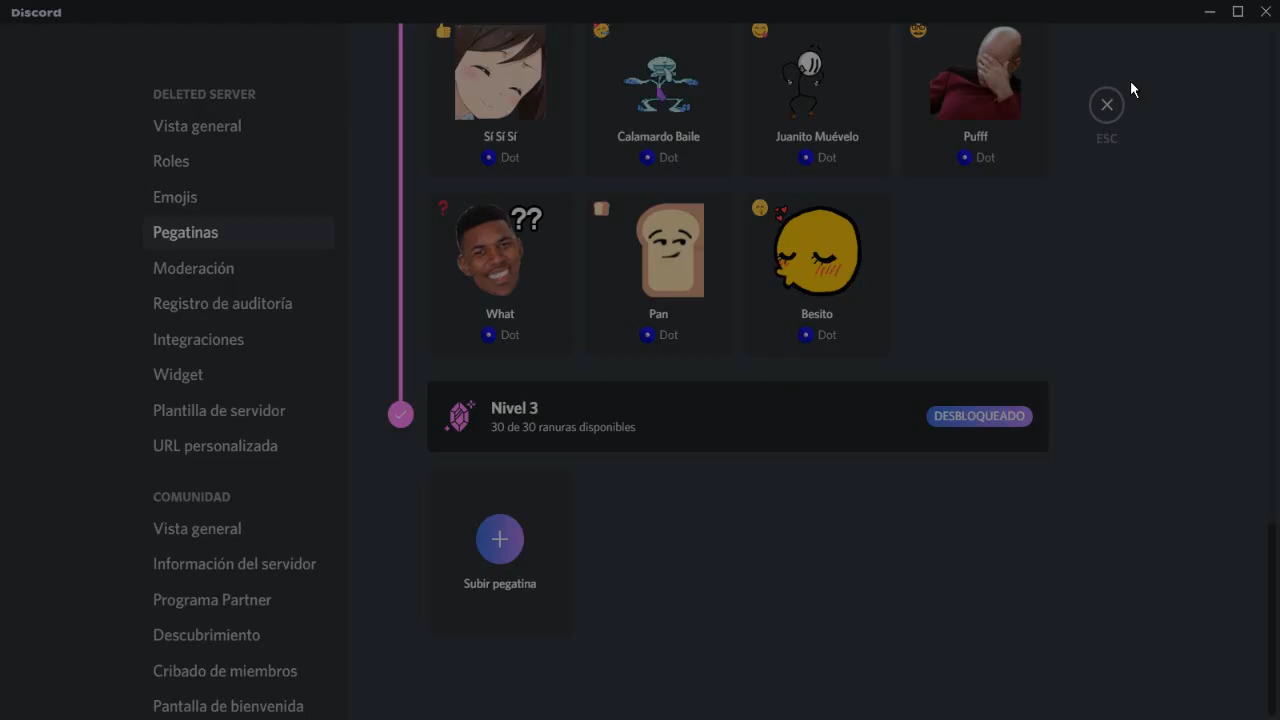 Discord
DELETED SERVER
Vista general
Roles
Emojis
Pegatinas
Moderación
Registro de auditoría
Integraciones
Widget
Plantilla de servidor
URL personalizada
COMUNIDAD
Vista general
Información del servidor
Programa Partner
Descubrimiento
Cribado de miembros
Pantalla de bienvenida
Sí Sí Sí
Dot
Calamardo Baile
Dot
Juanito Muévelo
Dot
Pufff
Dot
??
What
Dot
Pan
Dot
Besito
Dot
Nivel 3
30 de 30 ranuras disponibles
DESBLOQUEADO
Subir pegatina
ESC